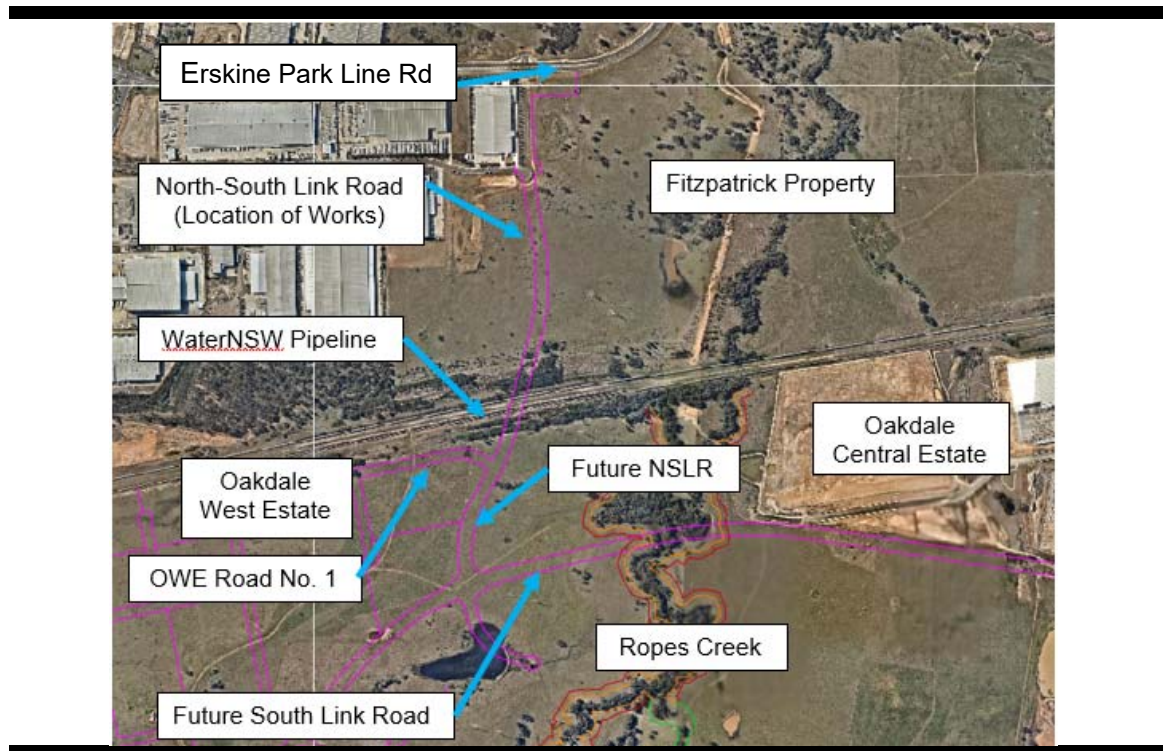 Erskine Park Line Rd
North-South Link Road
(Location of Works)
Fitzpatrick Property
WaterNSW Pipeline
Oakdale
Central Estate
Future NSLR
Oakdale
West Estate
OWE Road No. 1
Ropes Creek
Future South Link Road